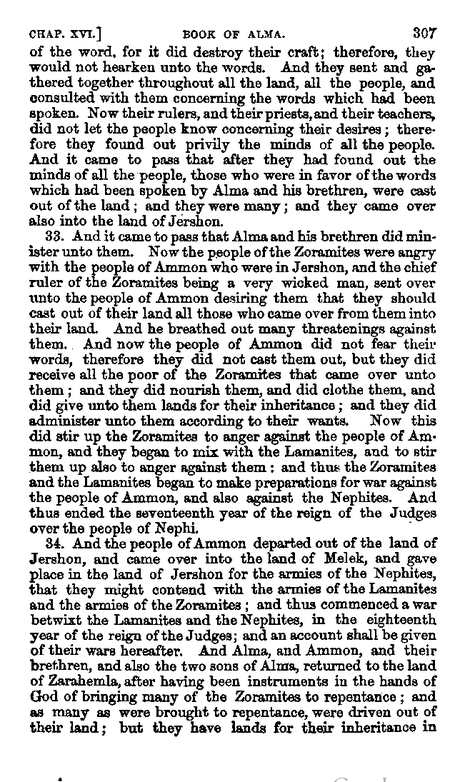 CHAP. XVI.] BOOK OF ALMA. 307
of the word, for it did destroy their craft; therefore, they
would not hearken unto the words. And they sent and ga-
thered together throughout all the land, all the people, and
consulted with them concerning the words which had been
spoken. Now their rulers, and their priests, and their teachers,
did not let the people know concerning their desires; there-
fore they found out privily the minds of all the people.
And it came to pass that after they had found out the
minds of all the people, those who were in favor of the words
which had been spoken by Alma and his brethren, were cast
out of the land; and they were many; and they came over
also into the land of Jershon.
33. And it came to pass that Alma and his brethren did min-
ister unto them. Now the people of the Zoramites were angry
with the people of Ammon who were in Jershon, and the chief
ruler of the Zoramites being a very wicked man, sent over
unto the people of Ammon desiring them that they should
cast out of their land all those who came over from them into
their land. And he breathed out many threatenings against
them. And now the people of Ammon did not fear their
words, therefore they did not cast them out, but they did
receive all the poor of the Zoramites that came over unto
them; and they did nourish them, and did clothe them, and
did give unto them lands for their inheritance; and they did
administer unto them according to their wants. Now this
did stir up the Zoramites to anger against the people of Am-
mon, and they began to mix with the Lamanites, and to stir
them up also to anger against them: and thus the Zoramites
and the Lamanites began to make preparations for war against
the people of Ammon, and also against the Nephites. And
thus ended the seventeenth year of the reign of the Judges
over the people of Nephi.
34. And the people of Ammon departed out of the land of
Jershon, and came over into the land of Melek, and gave
place in the land of Jershon for the armies of the Nephites,
that they might contend with the armies of the Lamanites
and the armies of the Zoramites; and thus commenced a war
betwixt the Lamanites and the Nephites, in the eighteenth
year of the reign of the Judges; and an account shall be given
of their wars hereafter. And Alma, and Ammon, and their
brethren, and also the two sons of Alma, returned to the land
of Zarahemla, after having been instruments in the hands of
God of bringing many of the Zoramites to repentance; and
as many as were brought to repentance, were driven out of
their land; but they have lands for their inheritance in